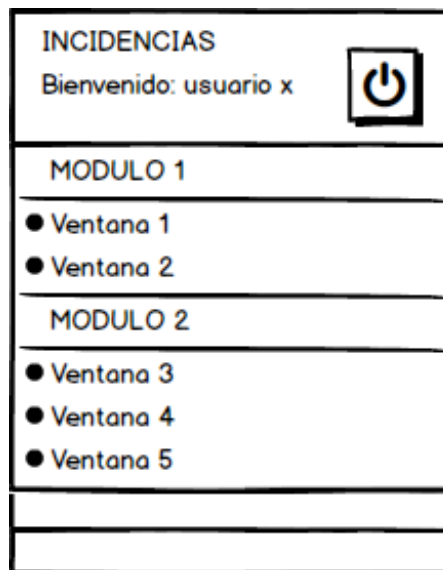 INCIDENCIAS
Bienvenido: usuario x
MODULO 1
Ventana 1
Ventana 2
MODULO 2
Ventana 3
Ventana 4
Ventana 5